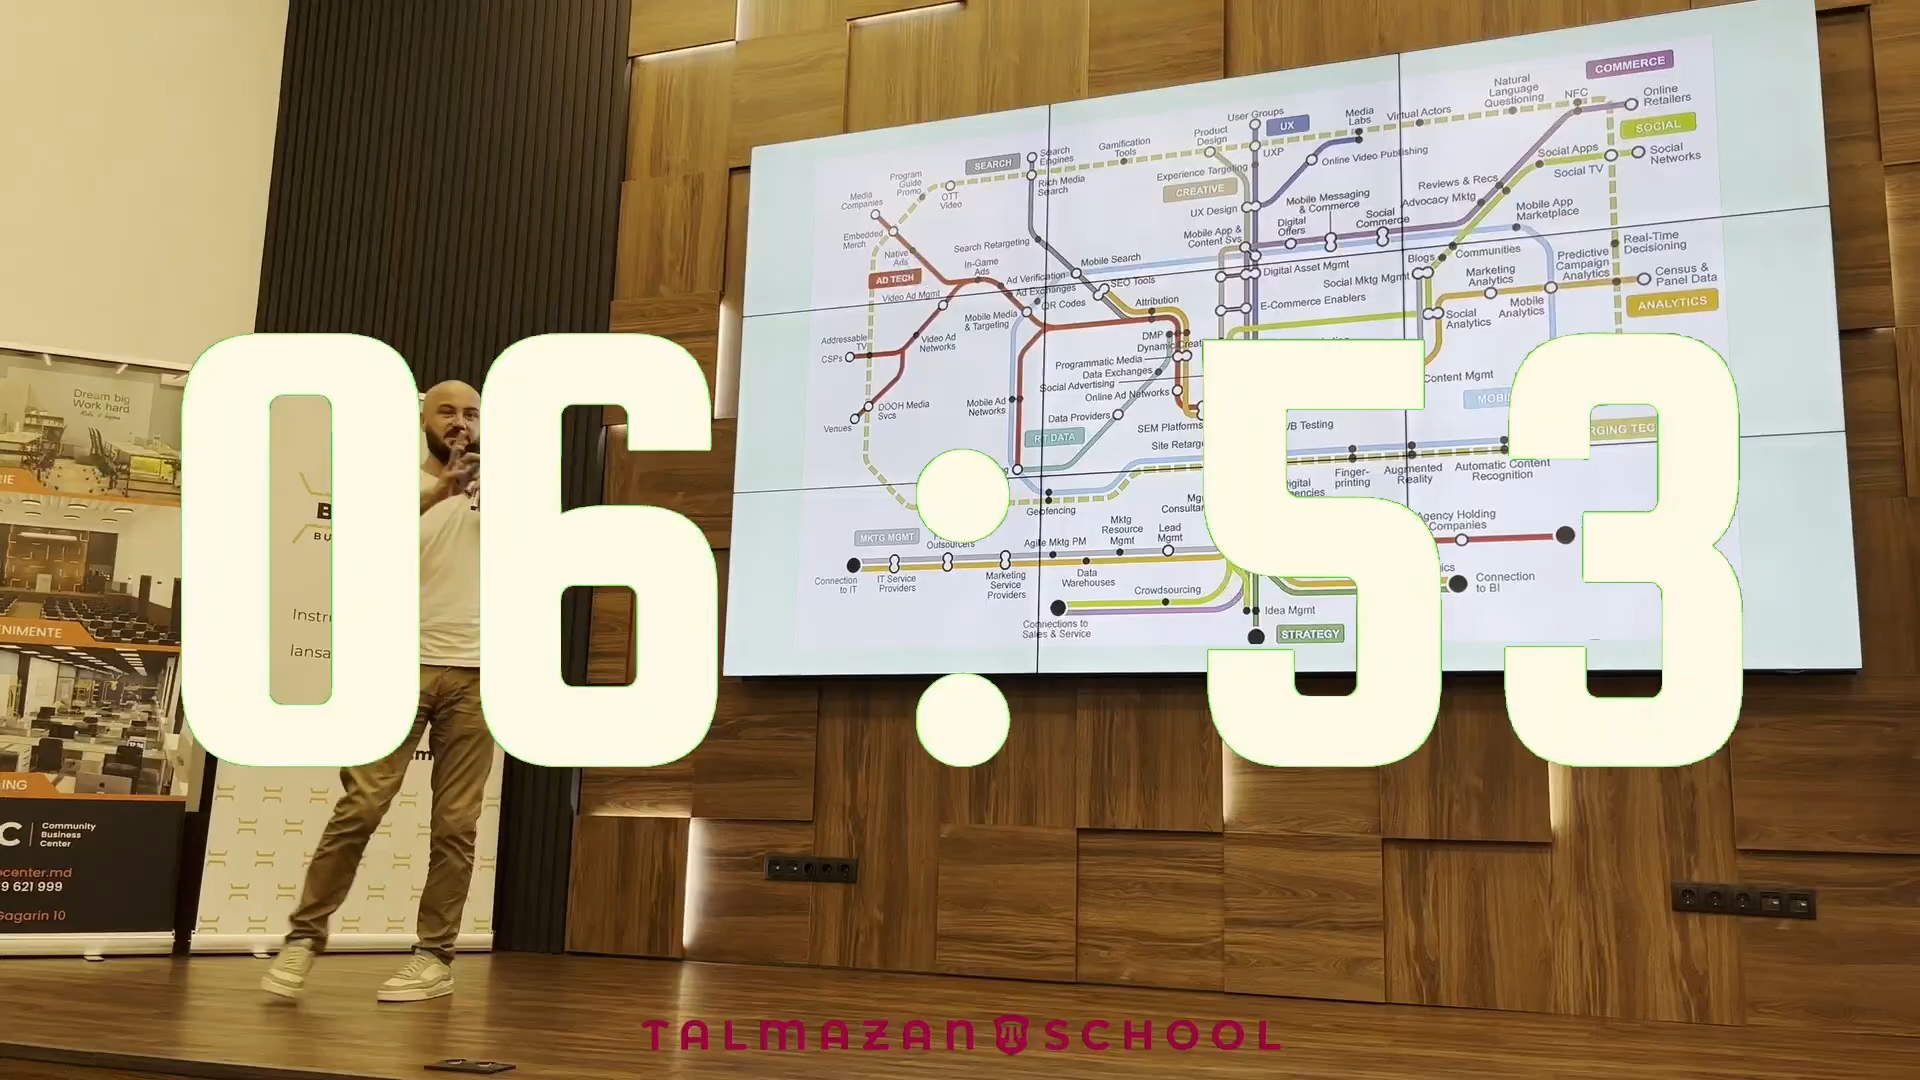 06:53
COMMERCE
Natural
Language
Questioning
NFC
Online
Retailers
User Groups
UX
Media
Labs
Virtual Actors
SOCIAL
Product
Design
UXP
Online Video Publishing
Social Apps
Social TV
Social
Networks
SEARCH
Search
Engines
Gamification
Tools
Rich Media
Search
Experience Targeting
CREATIVE
Reviews & Recs
Advocacy Mktg
Program
Guide
Promo
OTT
Video
Media
Companies
UX Design
Mobile Messaging
& Commerce
Digital
Offers
Social
Commerce
Mobile App
Marketplace
Embedded
Merch
Native
Ads
Search Retargeting
Mobile App &
Content Svs
Real-Time
Decisioning
Blogs
Communities
Predictive
Campaign
Analytics
Census &
Panel Data
ANALYTICS
AD TECH
In-Game
Ads
Ad Verification
Mobile Search
Digital Asset Mgmt
Social Mktg Mgmt
Marketing
Analytics
Video Ad Mgmt
Ad Exchanges
QR Codes
SEO Tools
Attribution
E-Commerce Enablers
Social
Analytics
Mobile
Analytics
Mobile Media
& Targeting
Addressable
TV
CSPs
Video Ad
Networks
DMP
Programmatic Media
Data Exchanges
Social Advertising
Online Ad Networks
Content Mgmt
Venues
DOOH Media
Svcs
Mobile Ad
Networks
Data Providers
SEM Platforms
RT DATA
Geofencing
Finger-
printing
Augmented
Reality
Automatic Content
Recognition
MKTG MGMT
Agile Mktg PM
Mktg
Resource
Mgmt
Lead
Mgmt
Agency Holding
Companies
Connection
to IT
IT Service
Providers
Marketing
Service
Providers
Data
Warehouses
Crowdsourcing
Connections to
Sales & Service
Idea Mgmt
STRATEGY
Connection
to BI
Dream big
Work hard
Community
Business
Center
621 999
Gagarin 10
TALMAZAN SCHOOL